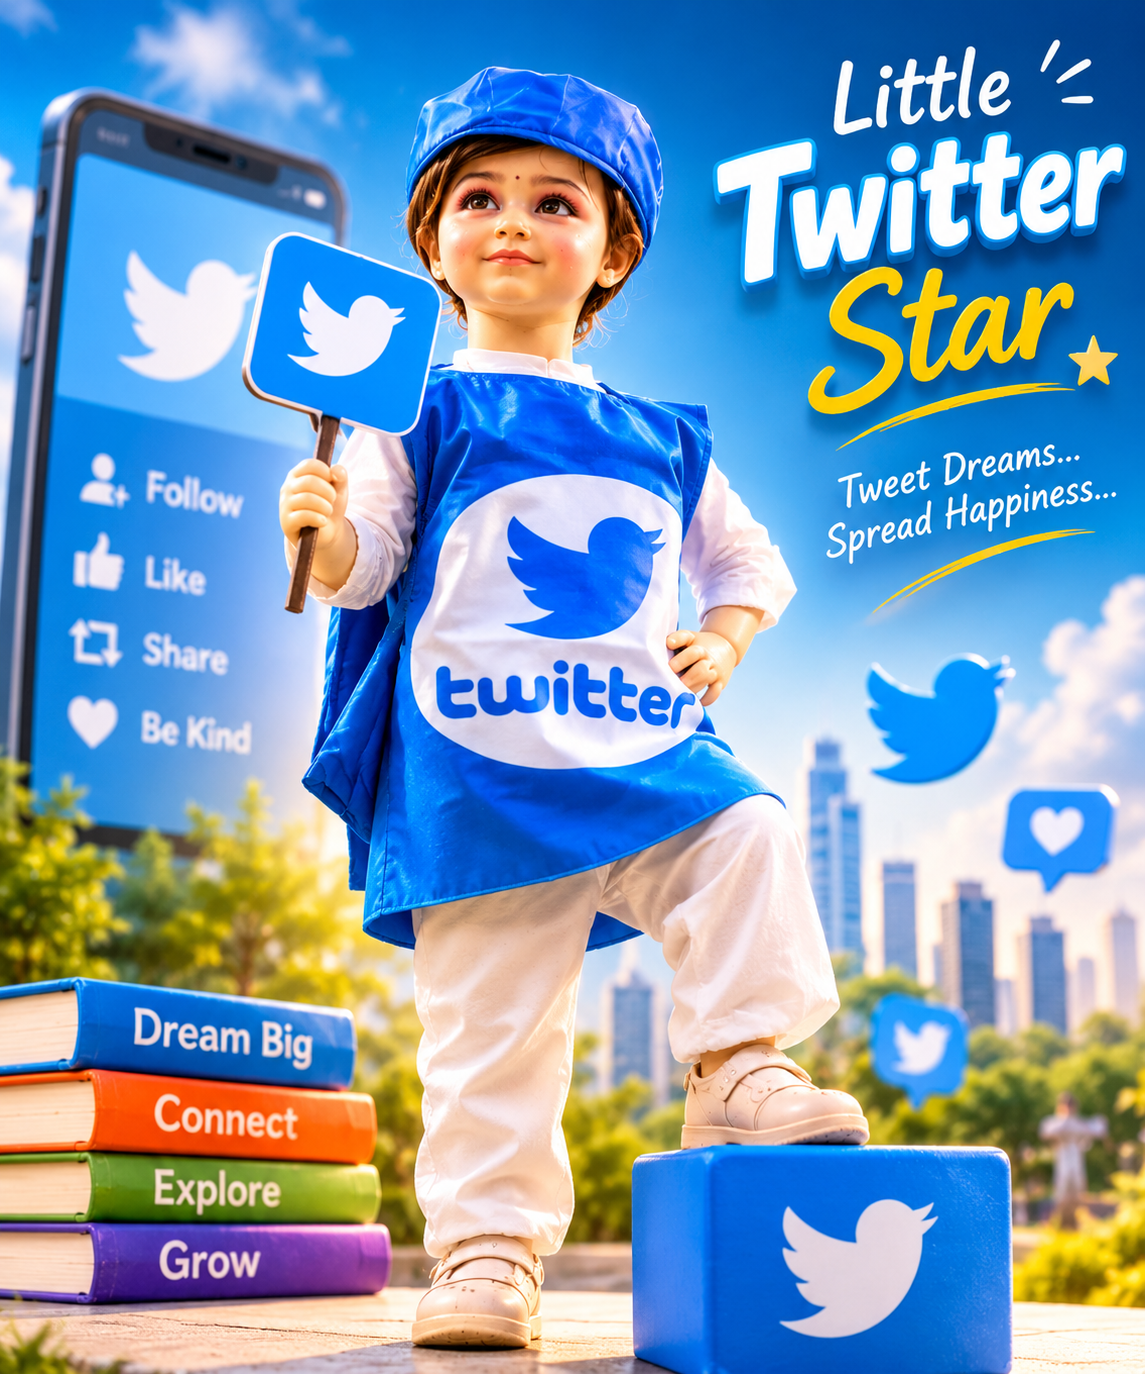 Little
Twitter
Star
Tweet Dreams...
Spread Happiness...
Follow
Like
Share
Be Kind
twitter
Dream Big
Connect
Explore
Grow